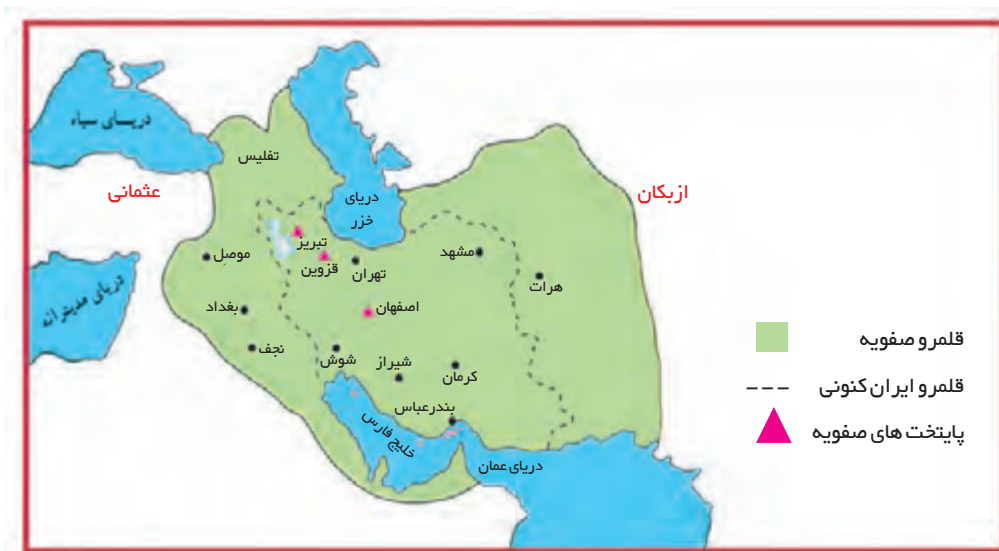 دریـــای سیاه
تفلیس
عثمانی
دریای
خزر
ازبکان
تبریز
قزوین
تهران
مشهد
موصل
هرات
دریای مدیترانه
بغداد
اصفهان
نجف
شوش
شیراز
کرمان
بندرعباس
خلیج فارس
دریای عمان
قلمرو صفویه
قلمرو ایران کنونی
پایتخت های صفویه